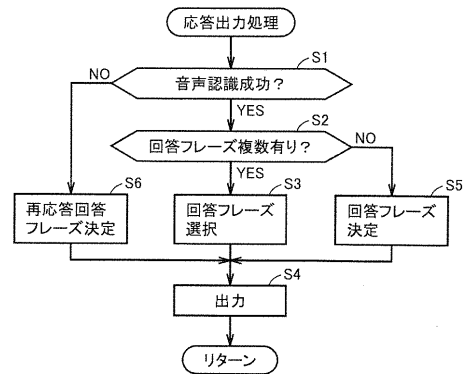 応答出力処理
S1
音声認識成功？
NO
YES
S2
回答フレーズ複数有り？
NO
YES
S6
再応答回答
フレーズ決定
S3
回答フレーズ
選択
S5
回答フレーズ
決定
S4
出力
リターン